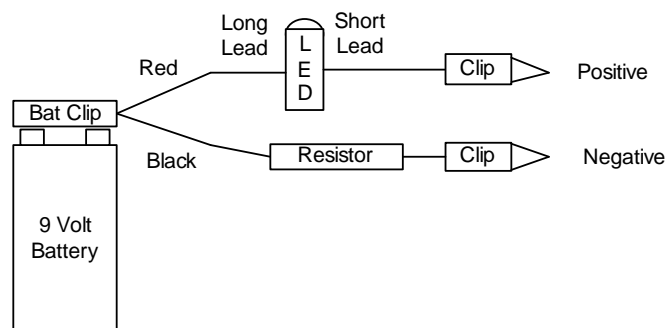 Long
Lead
Short
Lead
Red
L
E
D
Clip
Positive
Bat Clip
Black
Resistor
Clip
Negative
9 Volt
Battery